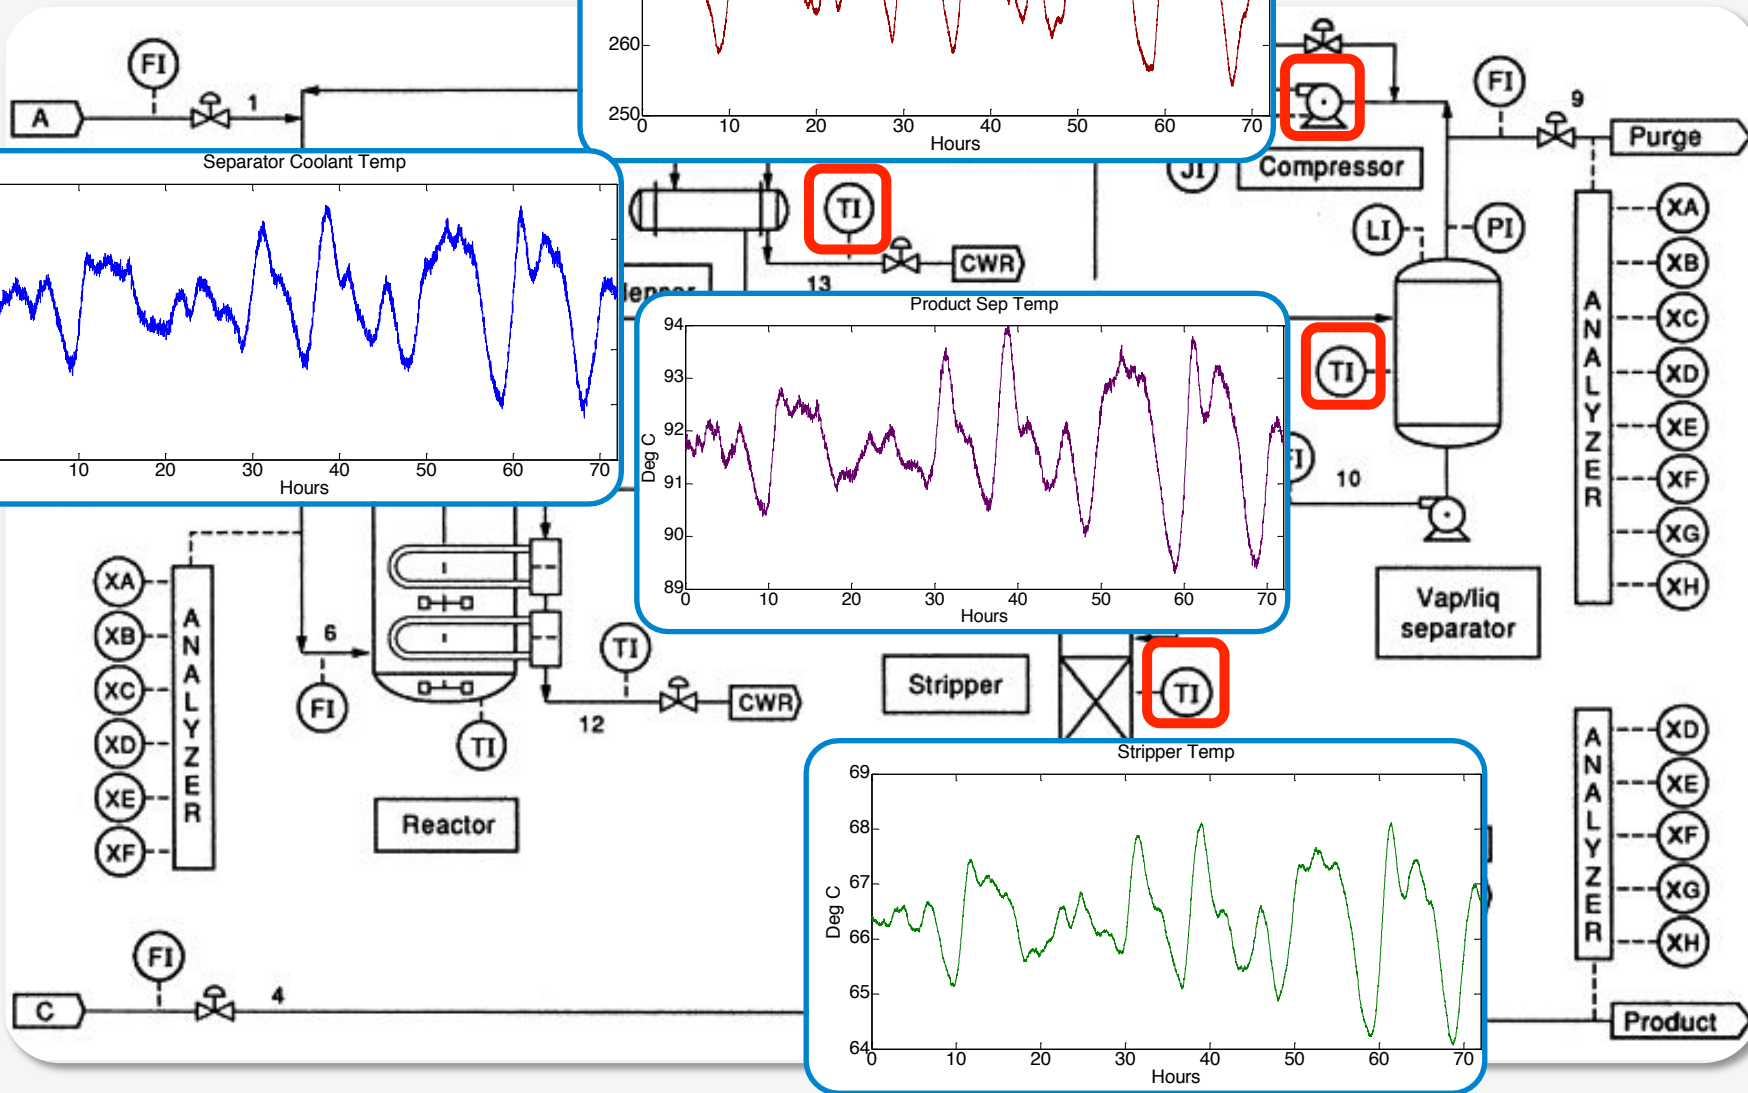 260
250
0 10 20 30 40 50 60 70
Hours
FI
A
1
FI
9
Purge
JI
Compressor
Separator Coolant Temp
10 20 30 40 50 60 70
Hours
TI
CWR
13
LI
PI
TI
10
Vap/liq
separator
ANALYZER
XA
XB
XC
XD
XE
XF
XG
XH
Product Sep Temp
94
93
92
91
90
89
Deg C
0 10 20 30 40 50 60 70
Hours
XA
XB
XC
XD
XE
XF
ANALYZER
6
FI
TI
TI
12
CWR
Reactor
Stripper
TI
Stripper Temp
69
68
67
66
65
64
Deg C
0 10 20 30 40 50 60 70
Hours
ANALYZER
XD
XE
XF
XG
XH
FI
C
4
Product